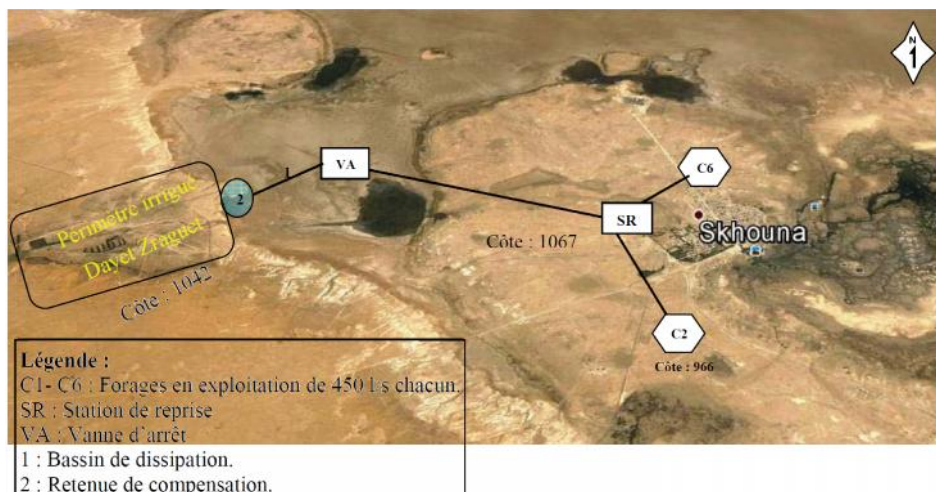 N
VA
C6
1
2
SR
Périmètre irrigué
Dayet Zraguet
Skhouna
Côte : 1067
Côte : 1042
C2
Côte : 966
Légende :
C1- C6 : Forages en exploitation de 450 l/s chacun.
SR : Station de reprise
VA : Vanne d’arrêt
1 : Bassin de dissipation.
2 : Retenue de compensation.